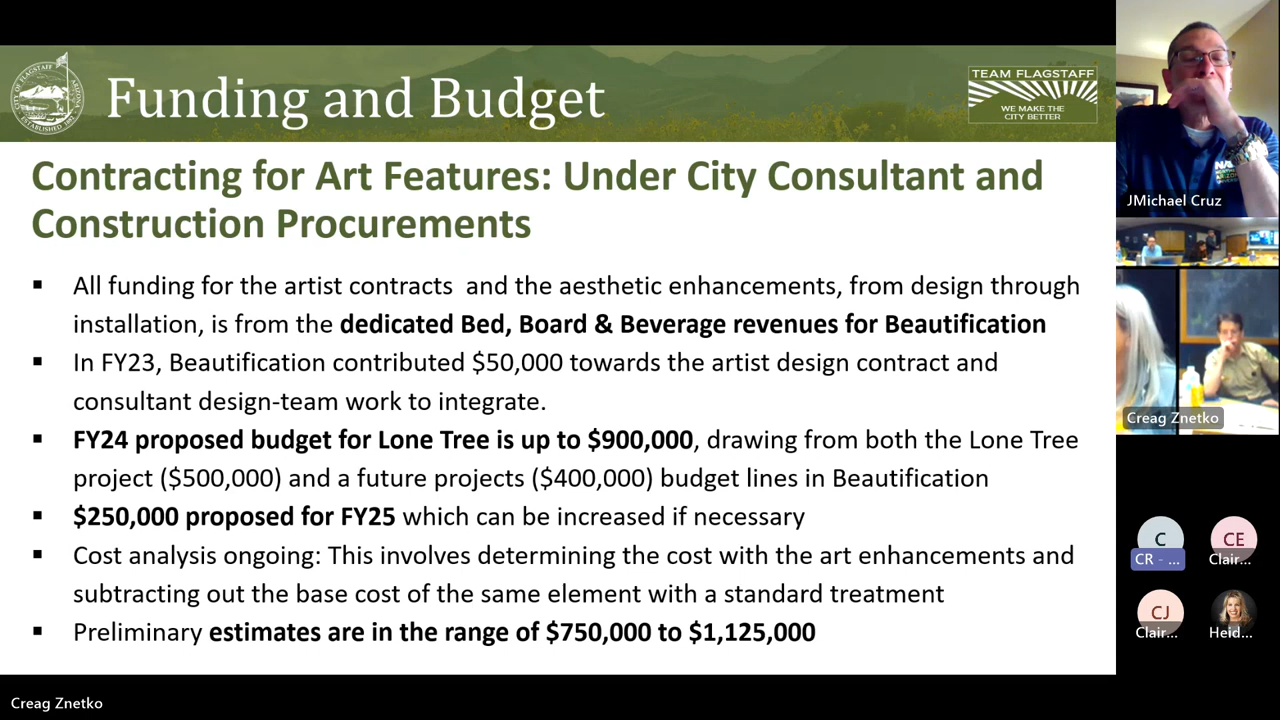 Funding and Budget
TEAM FLAGSTAFF
WE MAKE THE
CITY BETTER
Contracting for Art Features: Under City Consultant and
Construction Procurements
▪ All funding for the artist contracts and the aesthetic enhancements, from design through
installation, is from the dedicated Bed, Board & Beverage revenues for Beautification
▪ In FY23, Beautification contributed $50,000 towards the artist design contract and
consultant design-team work to integrate.
▪ FY24 proposed budget for Lone Tree is up to $900,000, drawing from both the Lone Tree
project ($500,000) and a future projects ($400,000) budget lines in Beautification
▪ $250,000 proposed for FY25 which can be increased if necessary
▪ Cost analysis ongoing: This involves determining the cost with the art enhancements and
subtracting out the base cost of the same element with a standard treatment
▪ Preliminary estimates are in the range of $750,000 to $1,125,000
JMichael Cruz
Creag Znetko
C
CR - ...
CE
Clair...
CJ
Clair...
Heid...
Creag Znetko